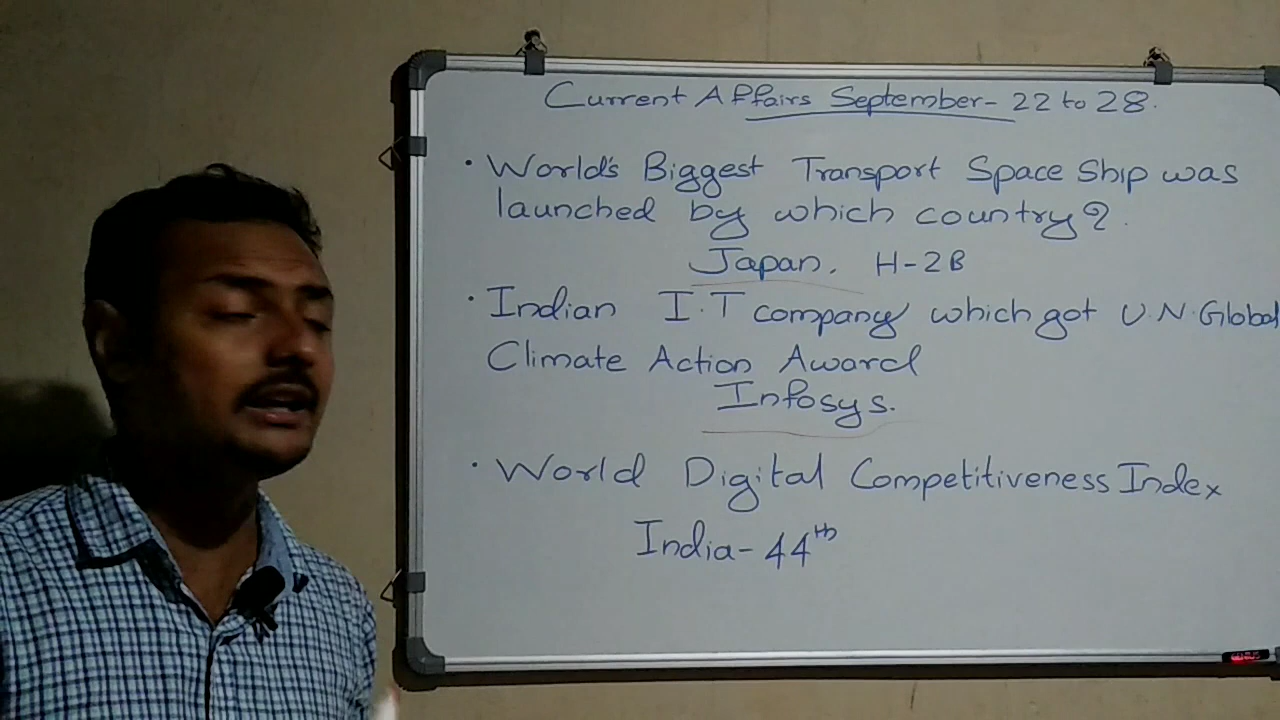 Current Affairs September- 22 to 28.
• World's Biggest Transport Space Ship was
launched by which country?.
Japan. H-2B
• Indian I.T company which got U.N.Global
Climate Action Award
Infosys.
• World Digital Competitiveness Index
India- 44th